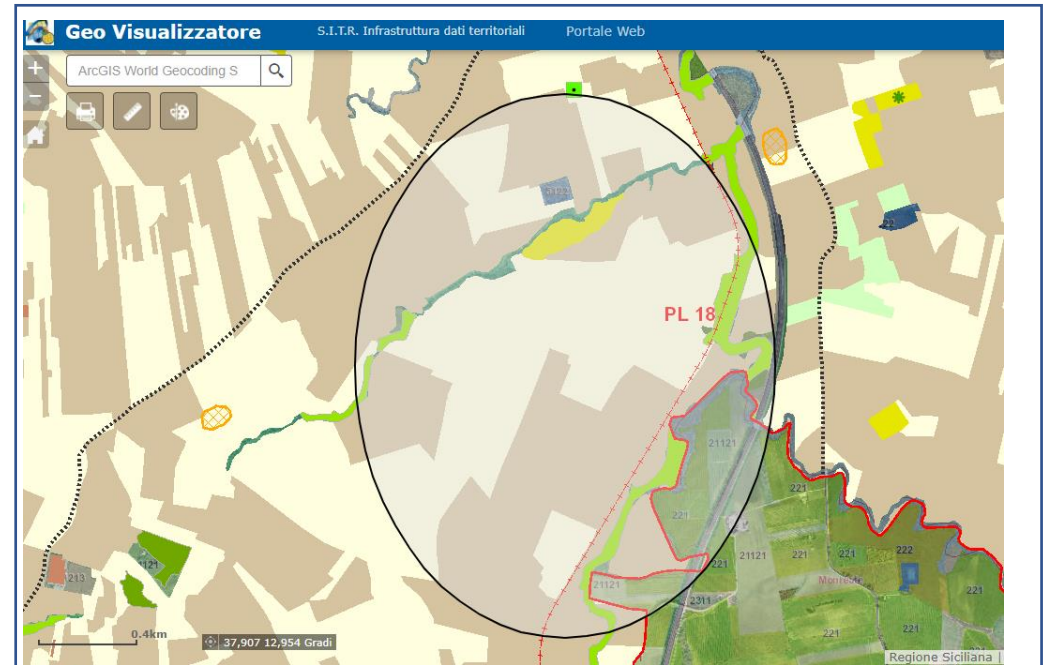 Geo Visualizzatore
S.I.T.R. Infrastruttura dati territoriali
Portale Web
+
ArcGIS World Geocoding S
−
PL 18
21121
221
221
221
222
221
21121
221
221
21121
2311
221
221
213
0.4km
37,907 12,954 Gradi
Regione Siciliana |